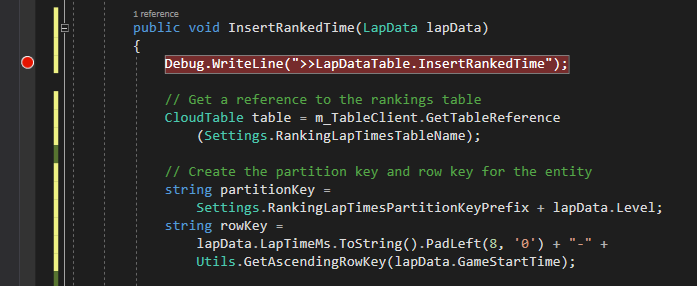 1 reference
public void InsertRankedTime(LapData lapData)
{
Debug.WriteLine(">>LapDataTable.InsertRankedTime");
// Get a reference to the rankings table
CloudTable table = m_TableClient.GetTableReference
(Settings.RankingLapTimesTableName);
// Create the partition key and row key for the entity
string partitionKey =
Settings.RankingLapTimesPartitionKeyPrefix + lapData.Level;
string rowKey =
lapData.LapTimeMs.ToString().PadLeft(8, '0') + "-" +
Utils.GetAscendingRowKey(lapData.GameStartTime);